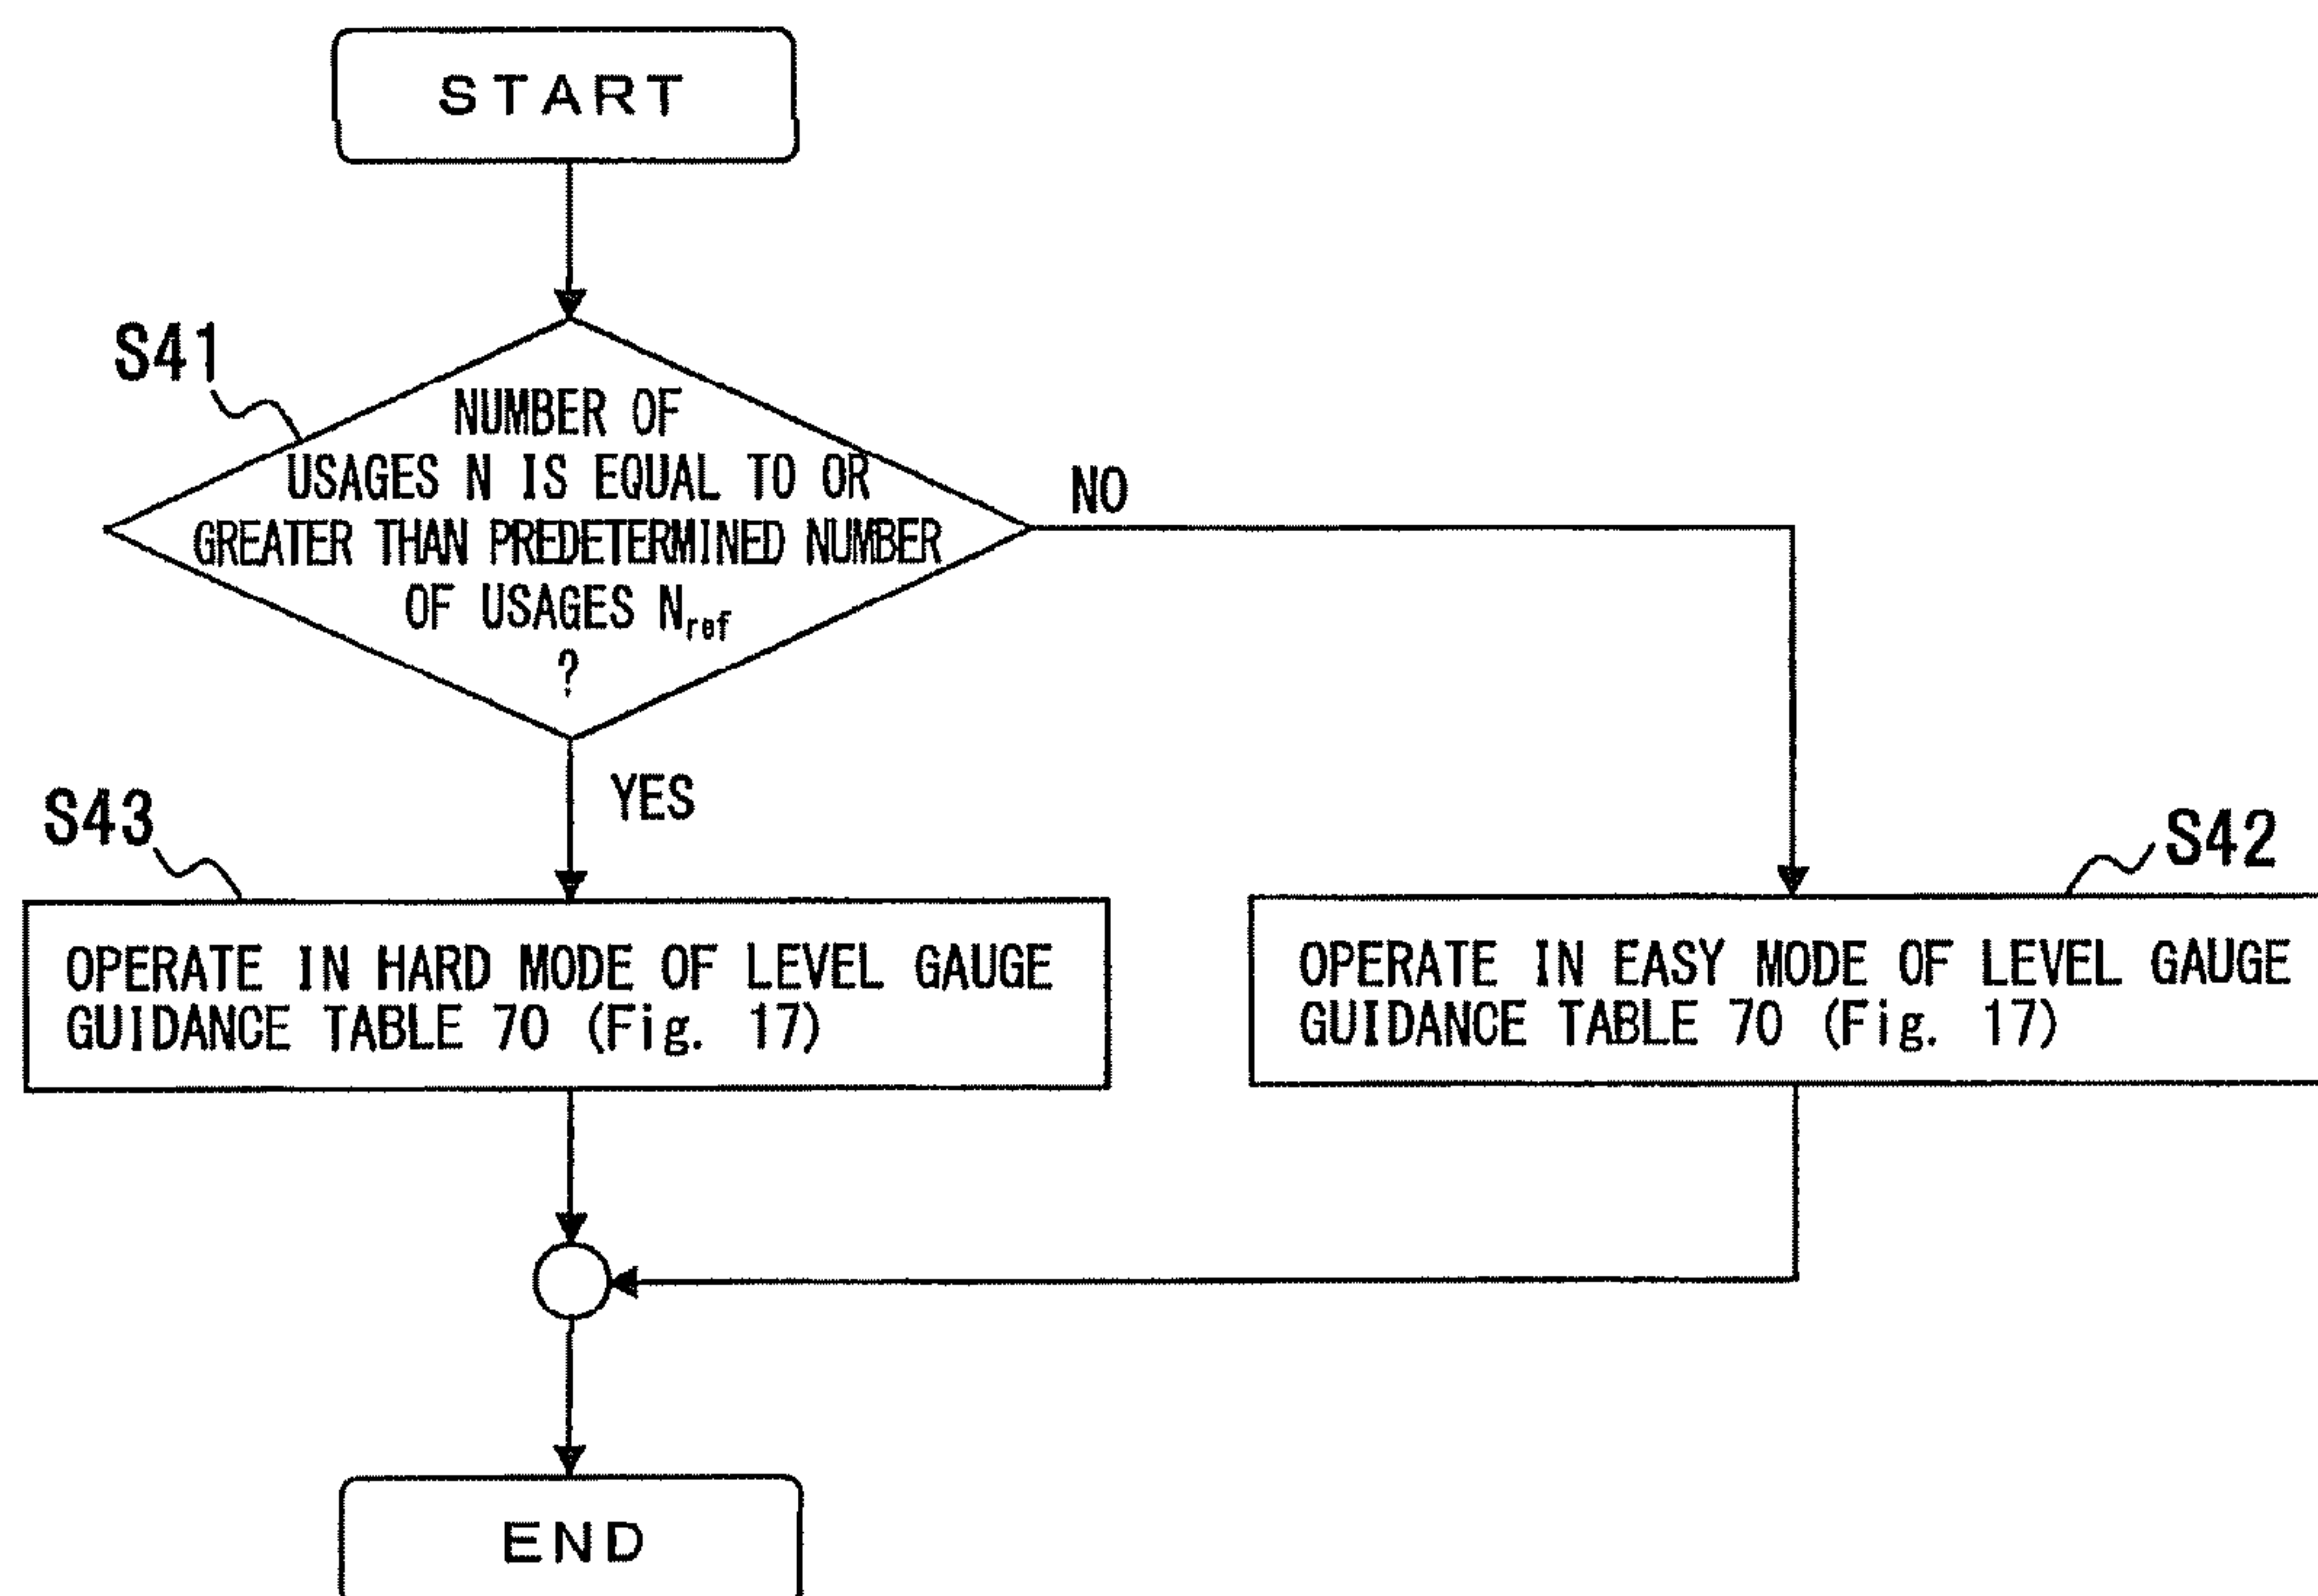 START
S41
NUMBER OF
USAGES N IS EQUAL TO OR
GREATER THAN PREDETERMINED NUMBER
OF USAGES Nref
?
NO
YES
S43
OPERATE IN HARD MODE OF LEVEL GAUGE
GUIDANCE TABLE 70 (Fig. 17)
S42
OPERATE IN EASY MODE OF LEVEL GAUGE
GUIDANCE TABLE 70 (Fig. 17)
END